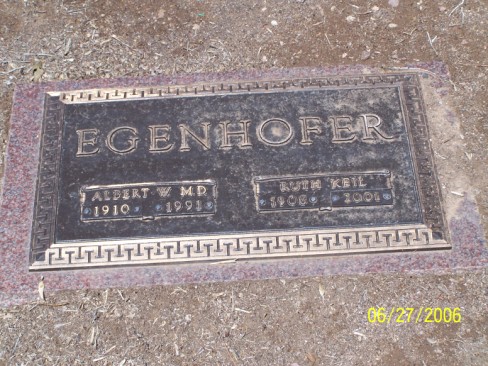 EGENHOFER
ALBERT W. M.D.
1910 1993
RUTH KEIL
1908 2001
06/27/2006